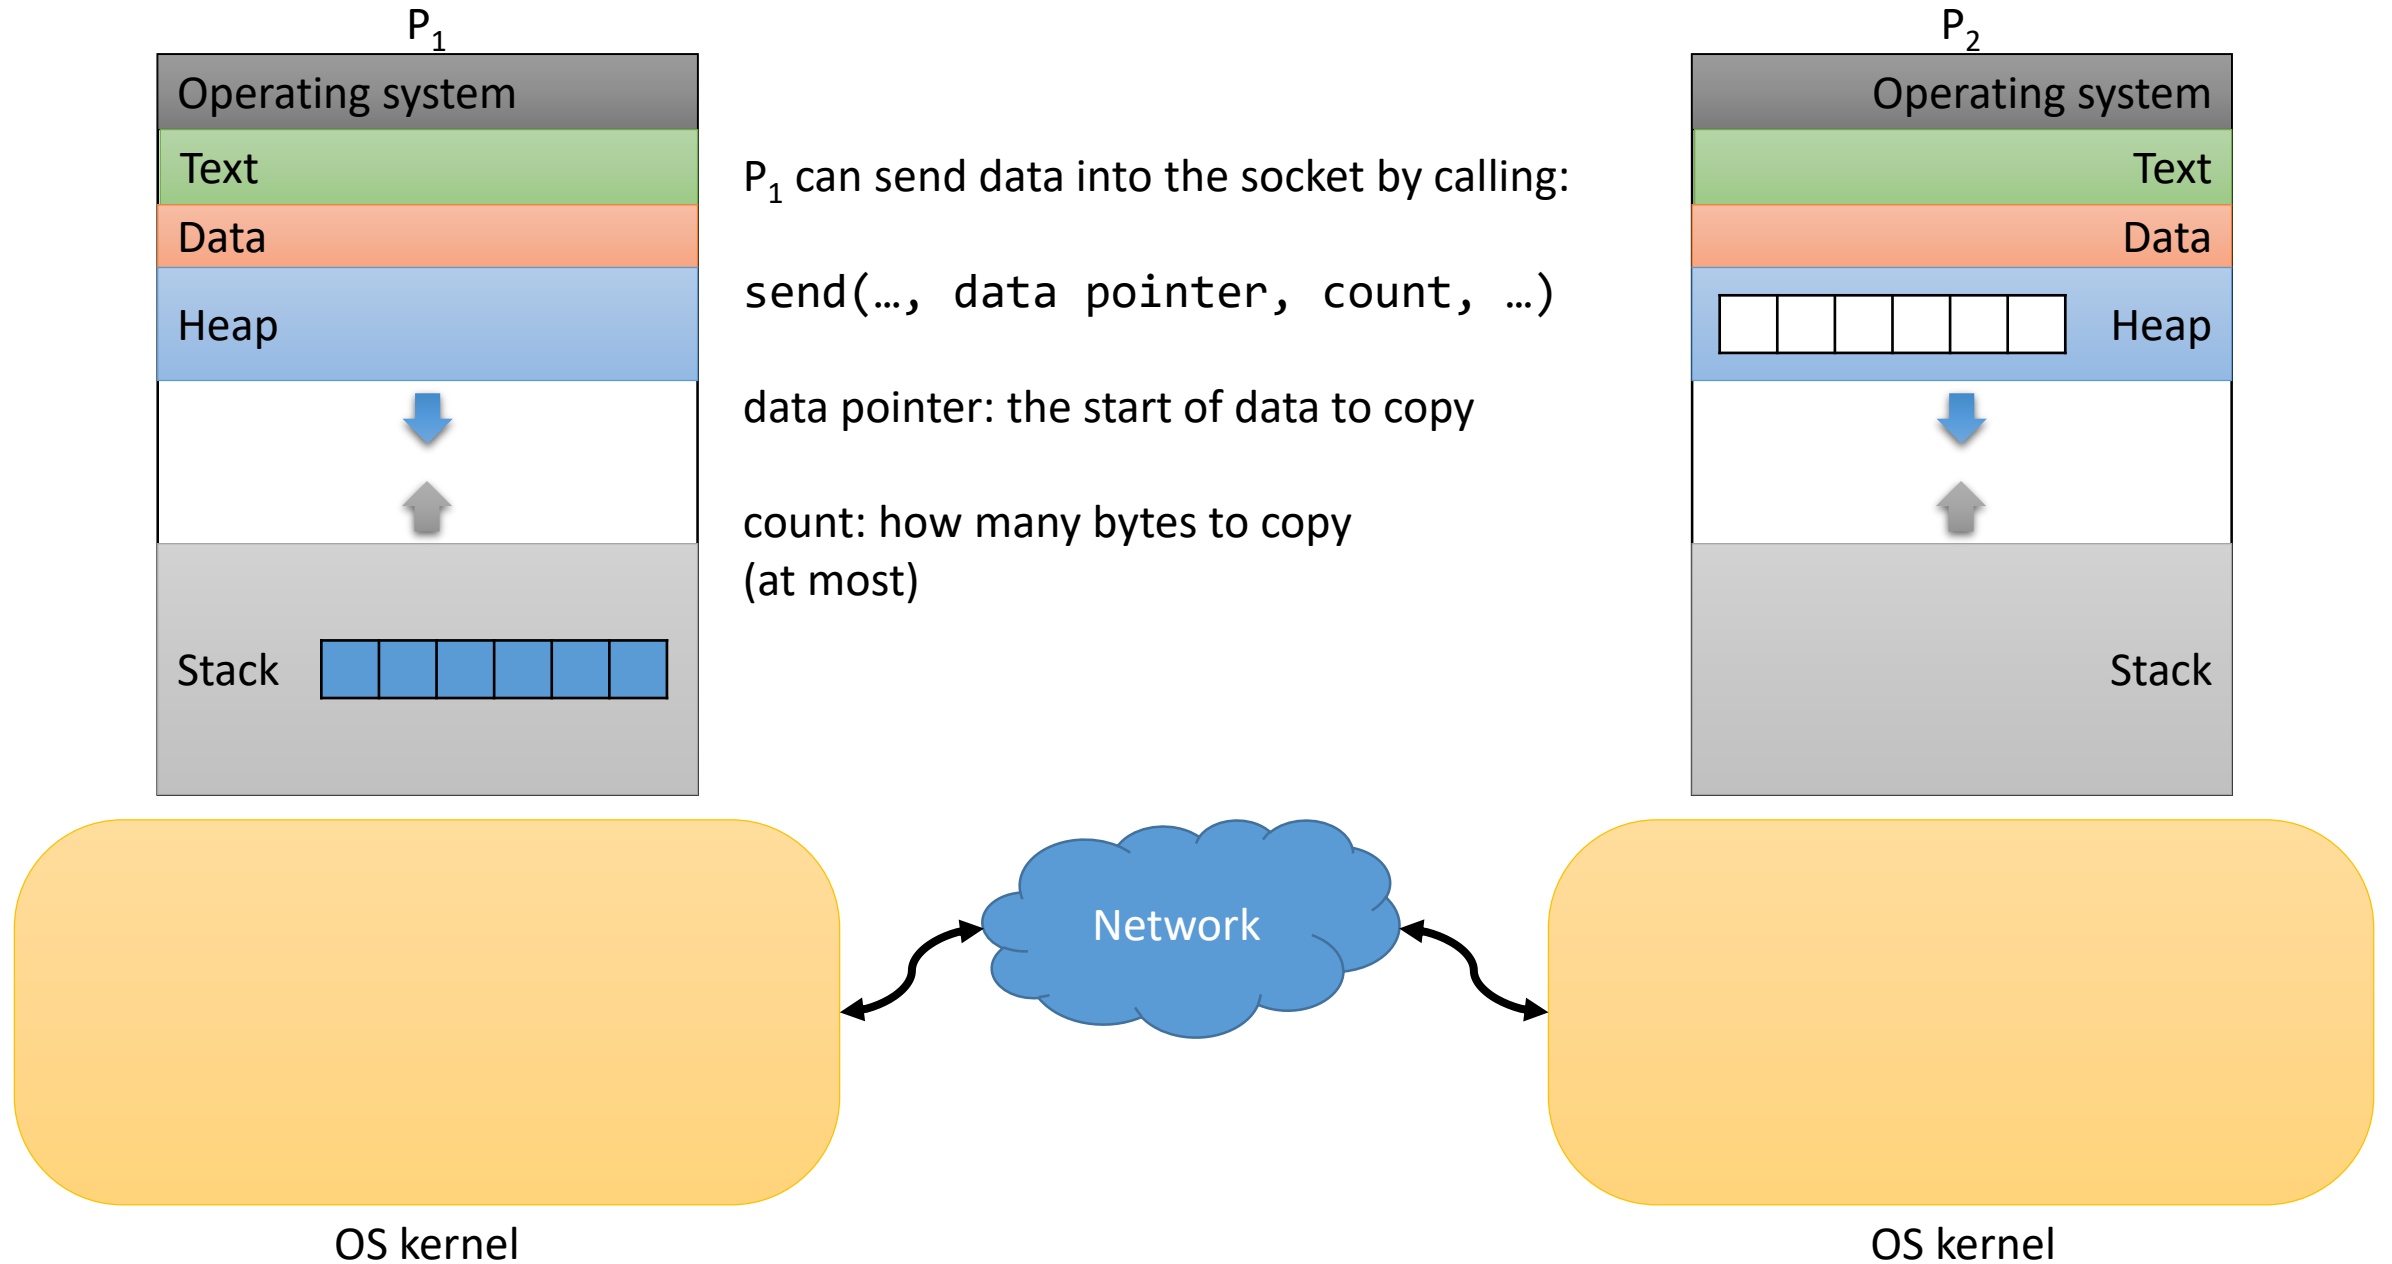 P₁
Operating system
Text
Data
Heap
Stack
OS kernel
P₁ can send data into the socket by calling:
send(…, data pointer, count, …)
data pointer: the start of data to copy
count: how many bytes to copy
(at most)
Network
P₂
Operating system
Text
Data
Heap
Stack
OS kernel